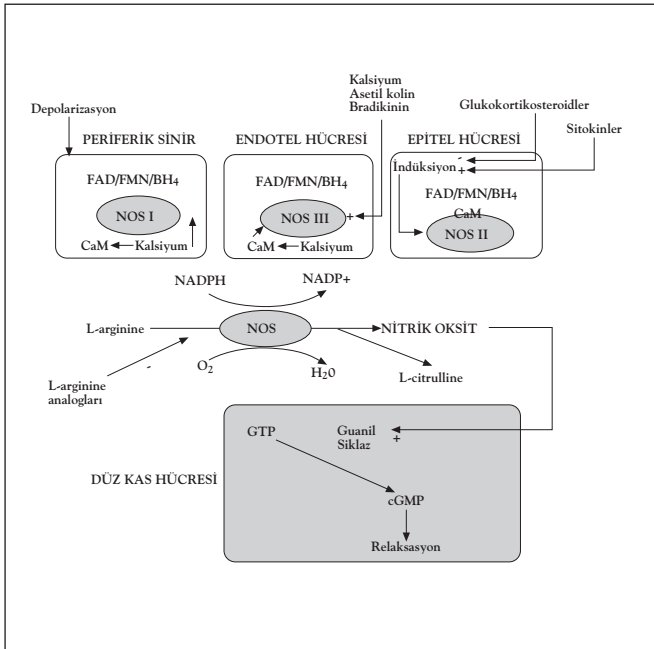 Kalsiyum
Asetil kolin
Bradikinin
Depolarizasyon
Glukokortikosteroidler
Sitokinler
PERİFERİK SİNİR
ENDOTEL HÜCRESİ
EPİTEL HÜCRESİ
FAD/FMN/BH4
NOS I
CaM Kalsiyum
FAD/FMN/BH4
NOS III +
CaM Kalsiyum
İndüksiyon - +
FAD/FMN/BH4
CaM
NOS II
NADPH
NADP+
L-arginine
NOS
NİTRİK OKSİT
O2
H20
L-citrulline
-
L-arginine
analogları
GTP
Guanil
Siklaz +
DÜZ KAS HÜCRESİ
cGMP
Relaksasyon